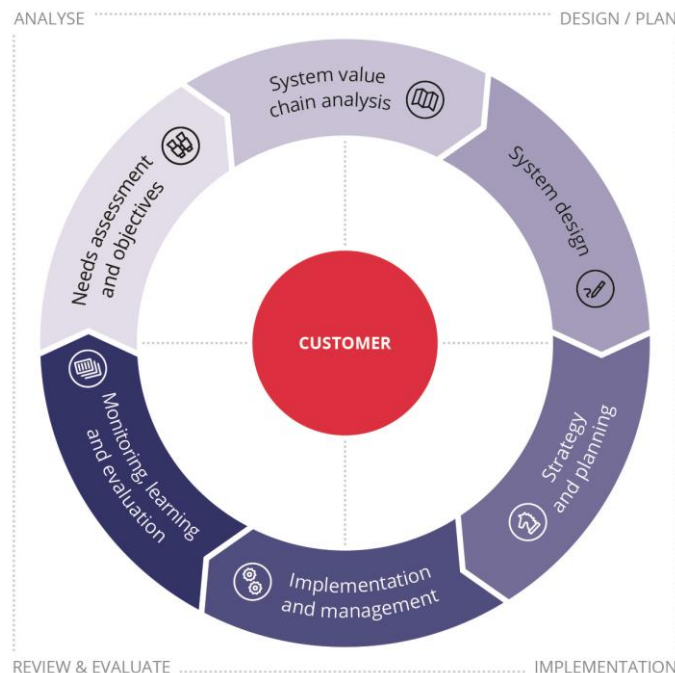 ANALYSE
DESIGN / PLAN
System value
chain analysis
System design
Strategy
and planning
Implementation
and management
Monitoring, learning
and evaluation
Needs assessment
and objectives
CUSTOMER
REVIEW & EVALUATE
IMPLEMENTATION